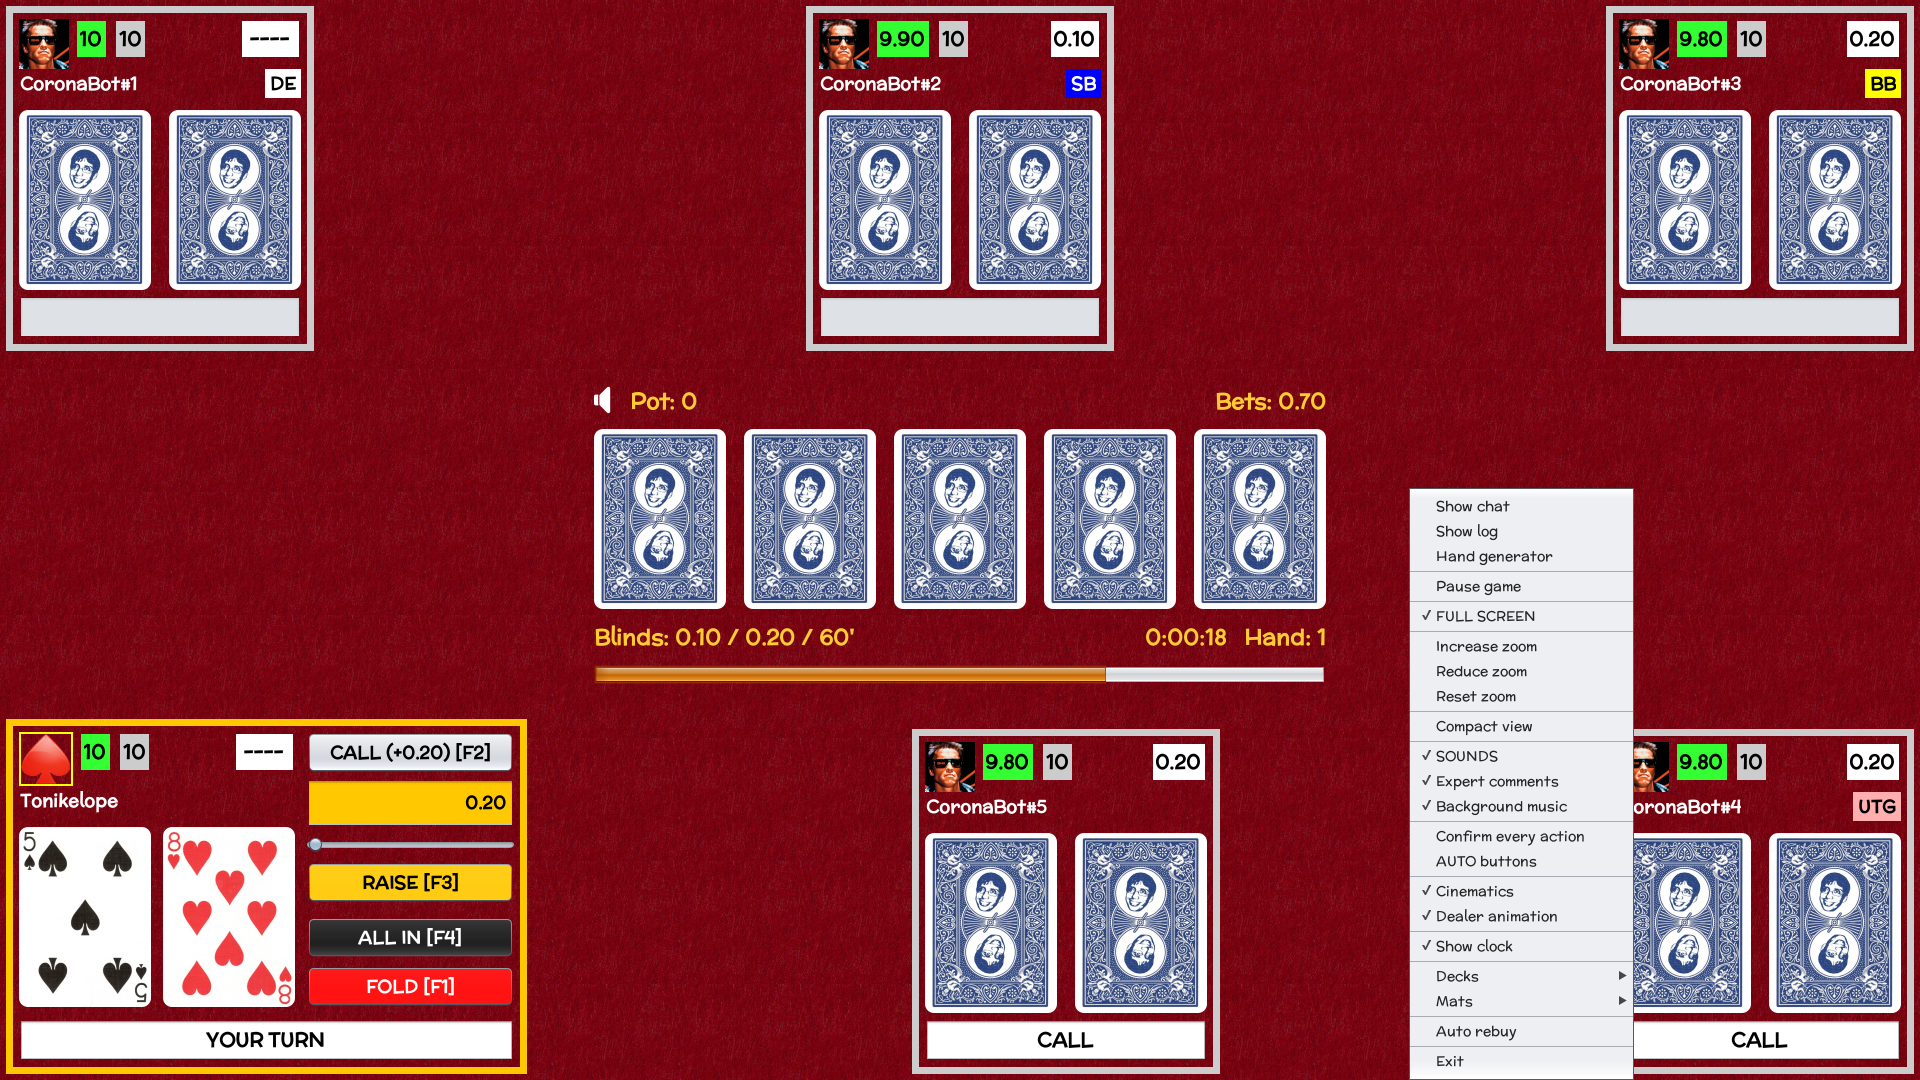 10 10 ----
CoronaBot#1 DE
9.90 10 0.10
CoronaBot#2 SB
9.80 10 0.20
CoronaBot#3 BB
Pot: 0 Bets: 0.70
Blinds: 0.10 / 0.20 / 60' 0:00:18 Hand: 1
10 10 ----
Tonikelope
5
8
5
8
CALL (+0.20) [F2]
0.20
RAISE [F3]
ALL IN [F4]
FOLD [F1]
YOUR TURN
9.80 10 0.20
CoronaBot#5
CALL
Show chat
Show log
Hand generator
Pause game
✓ FULL SCREEN
Increase zoom
Reduce zoom
Reset zoom
Compact view
✓ SOUNDS
✓ Expert comments
✓ Background music
Confirm every action
AUTO buttons
✓ Cinematics
✓ Dealer animation
✓ Show clock
Decks
Mats
Auto rebuy
Exit
9.80 10 0.20
oronaBot#4 UTG
CALL